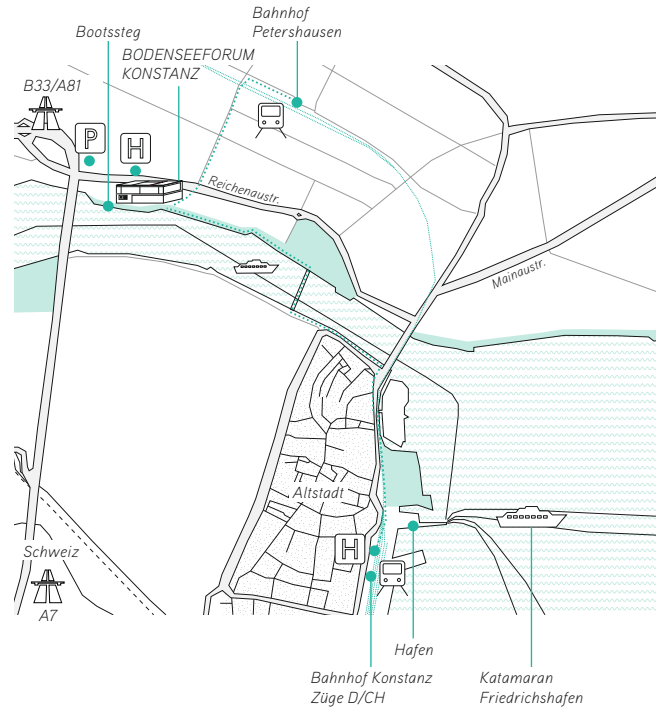 Bahnhof
Petershausen
Bootssteg
BODENSEEFORUM
KONSTANZ
B33/A81
P
H
Reichenaustr.
Mainaustr.
Altstadt
H
Schweiz
A7
Hafen
Bahnhof Konstanz
Züge D/CH
Katamaran
Friedrichshafen